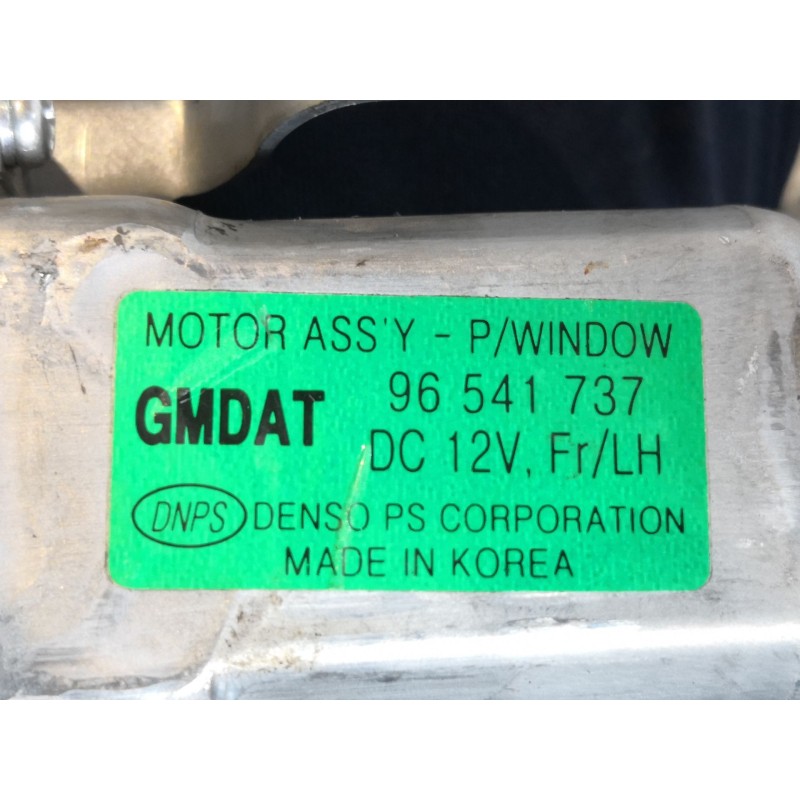 MOTOR ASS'Y - P/WINDOW
GMDAT 96 541 737
DC 12V, Fr/LH
DNPS DENSO PS CORPORATION
MADE IN KOREA